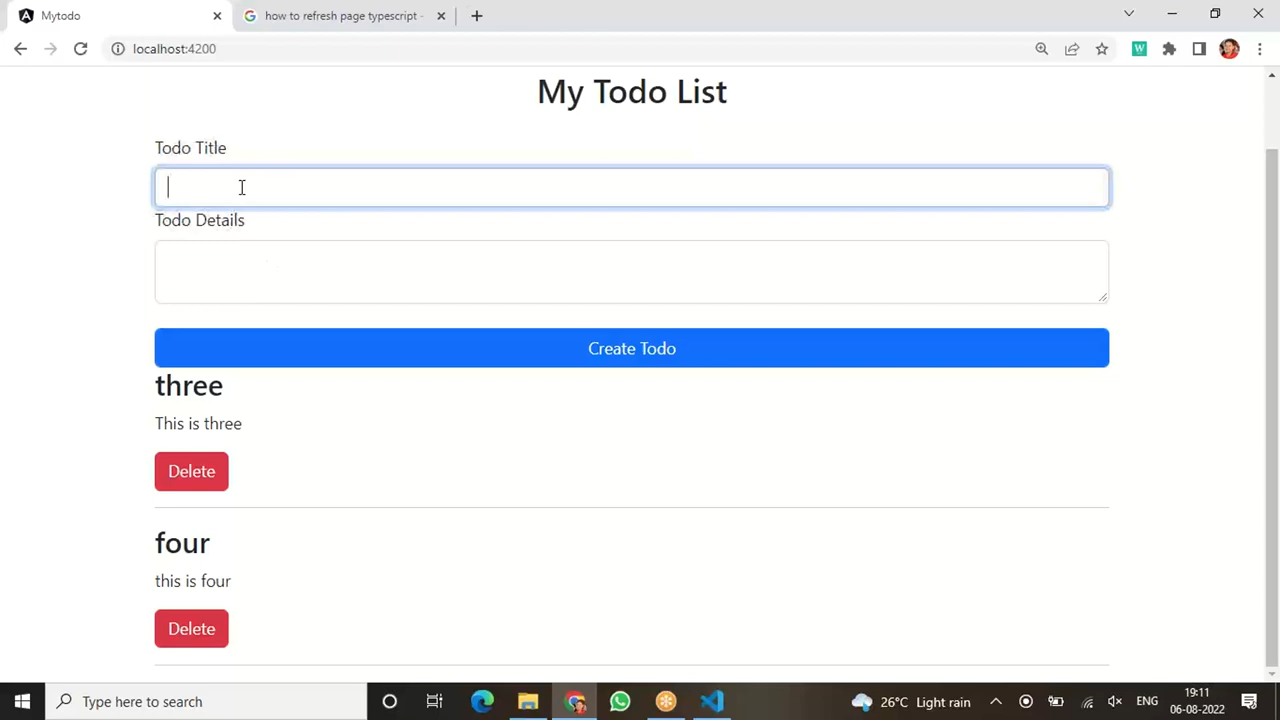 Mytodo
how to refresh page typescript -
localhost:4200
W
My Todo List
Todo Title
Todo Details
Create Todo
three
This is three
Delete
four
this is four
Delete
Type here to search
26°C Light rain
ENG
19:11
06-08-2022